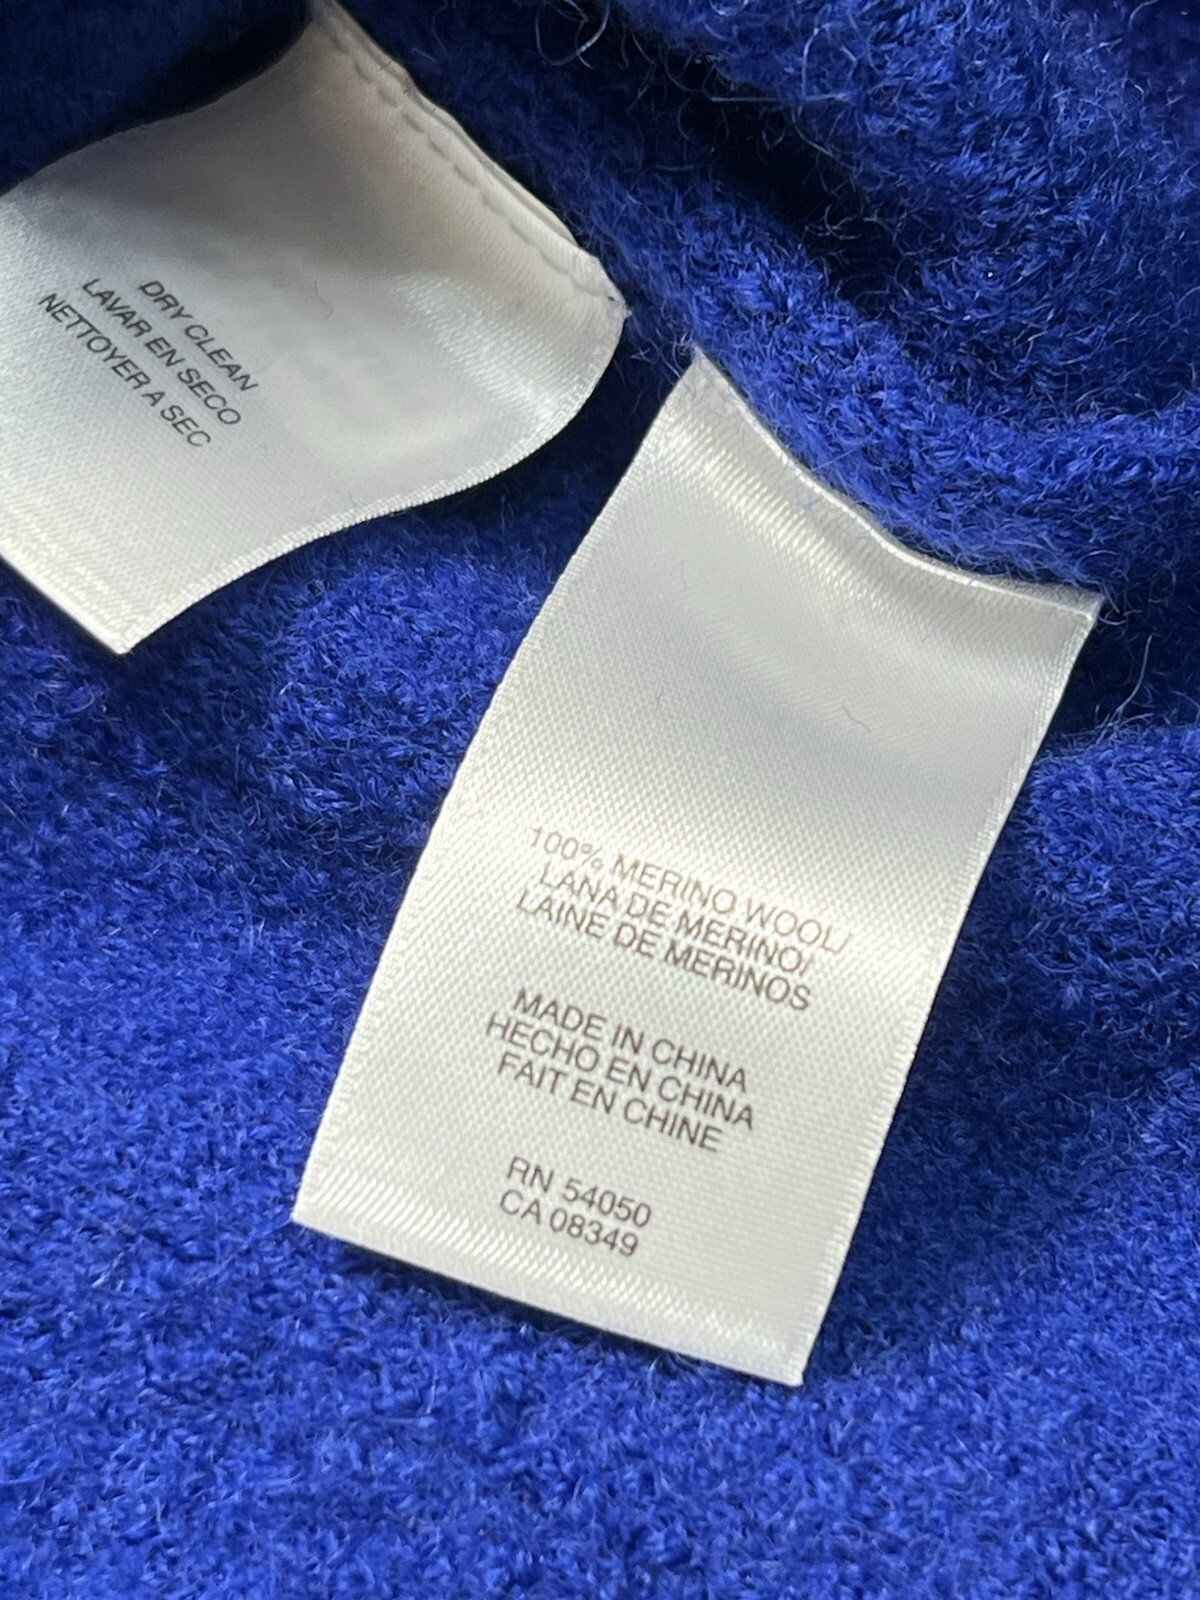 DRY CLEAN
LAVAR EN SECO
NETTOYER A SEC
100% MERINO WOOL/
LANA DE MERINO/
LAINE DE MERINOS
MADE IN CHINA
HECHO EN CHINA
FAIT EN CHINE
RN 54050
CA 08349